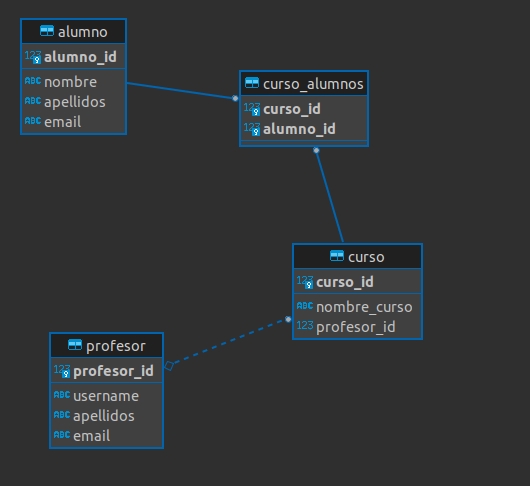 alumno
123 alumno_id
ABC nombre
ABC apellidos
ABC email
curso_alumnos
123 curso_id
123 alumno_id
curso
123 curso_id
ABC nombre_curso
123 profesor_id
profesor
123 profesor_id
ABC username
ABC apellidos
ABC email